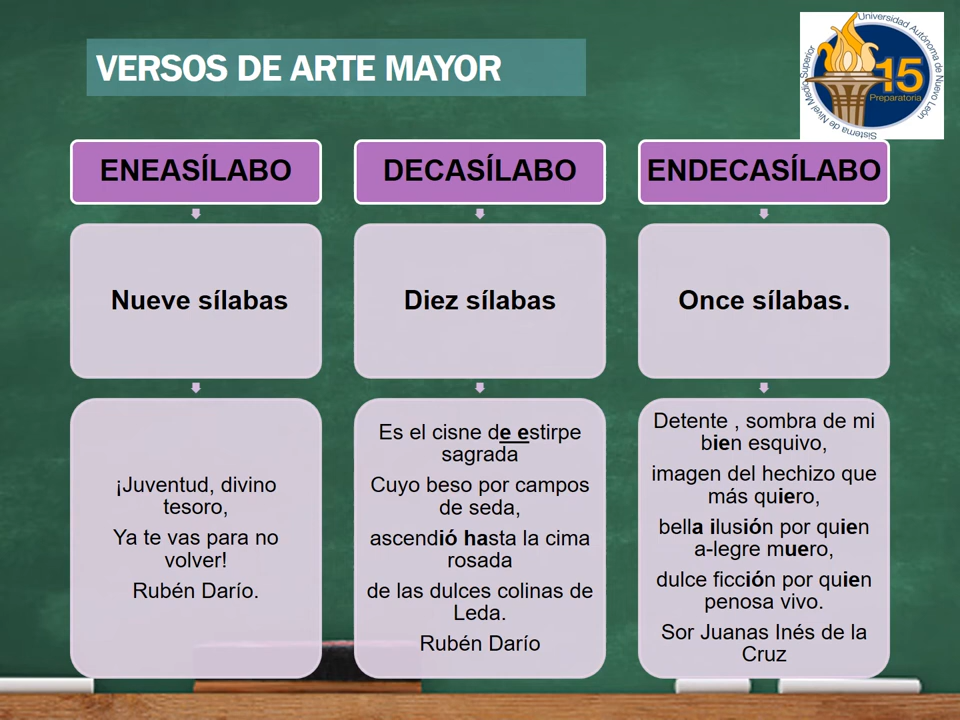 VERSOS DE ARTE MAYOR
Universidad Autónoma de Nuevo León
Sistema de Nivel Medio Superior
15
Preparatoria
ENEASÍLABO
Nueve sílabas
¡Juventud, divino
tesoro,
Ya te vas para no
volver!
Rubén Darío.
DECASÍLABO
Diez sílabas
Es el cisne de estirpe
sagrada
Cuyo beso por campos
de seda,
ascendió hasta la cima
rosada
de las dulces colinas de
Leda.
Rubén Darío
ENDECASÍLABO
Once sílabas.
Detente , sombra de mi
bien esquivo,
imagen del hechizo que
más quiero,
bella ilusión por quien
a-legre muero,
dulce ficción por quien
penosa vivo.
Sor Juanas Inés de la
Cruz